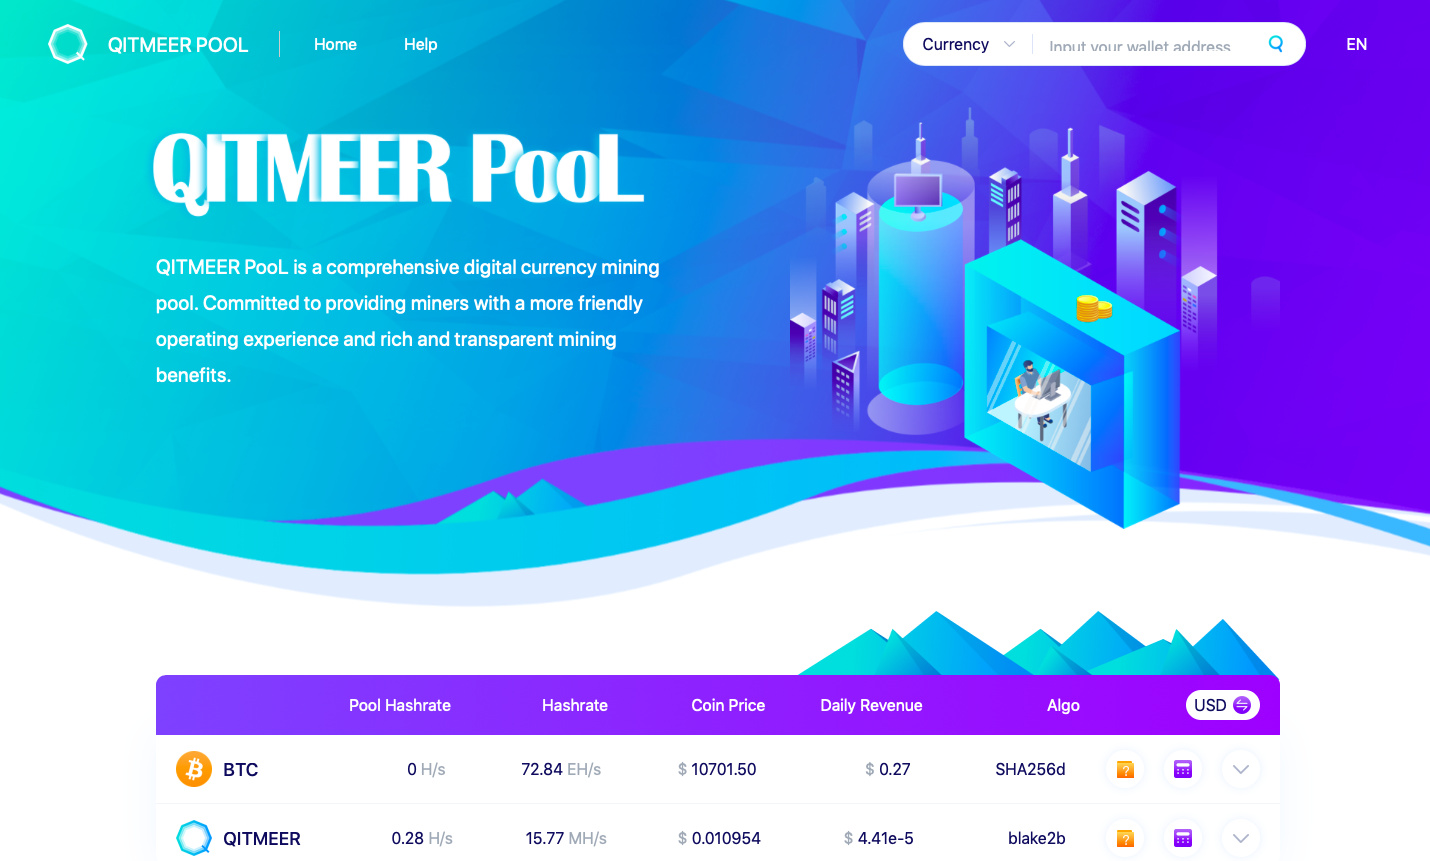 QITMEER POOL Home Help Currency Input your wallet address EN
QITMEER PooL
QITMEER PooL is a comprehensive digital currency mining
pool. Committed to providing miners with a more friendly
operating experience and rich and transparent mining
benefits.
Pool Hashrate Hashrate Coin Price Daily Revenue Algo USD
BTC 0 H/s 72.84 EH/s $ 10701.50 $ 0.27 SHA256d
QITMEER 0.28 H/s 15.77 MH/s $ 0.010954 $ 4.41e-5 blake2b